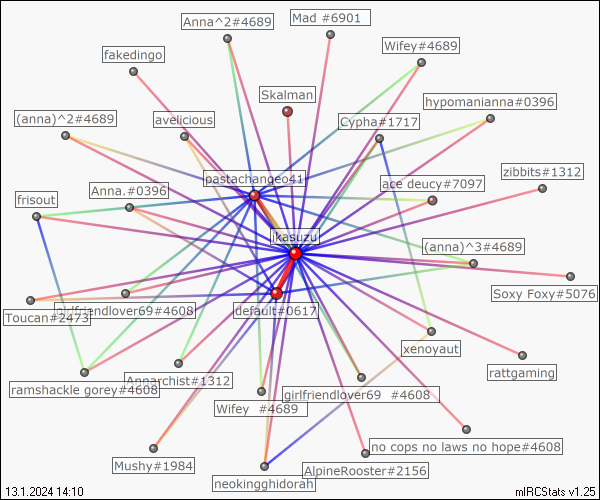 Anna^2#4689
Mad #6901
Wifey#4689
fakedingo
Skalman
hypomanianna#0396
(anna)^2#4689
avelicious
Cypha#1717
zibbits#1312
pastachangeo41
ace deucy#7097
frisout
Anna.#0396
ikasuzu
(anna)^3#4689
Soxy Foxy#5076
Toucan#2473
girlfriendlover69#4608
default#0617
xenoyaut
rattgaming
ramshackle gorey#4608
Annarchist#1312
girlfriendlover69 #4608
Wifey #4689
no cops no laws no hope#4608
Mushy#1984
neokingghidorah
AlpineRooster#2156
13.1.2024 14:10
mIRCStats v1.25